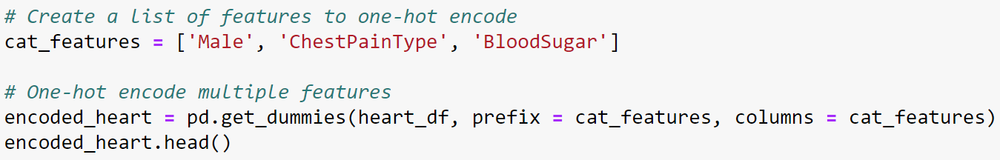 # Create a list of features to one-hot encode
cat_features = ['Male', 'ChestPainType', 'BloodSugar']
# One-hot encode multiple features
encoded_heart = pd.get_dummies(heart_df, prefix = cat_features, columns = cat_features)
encoded_heart.head()